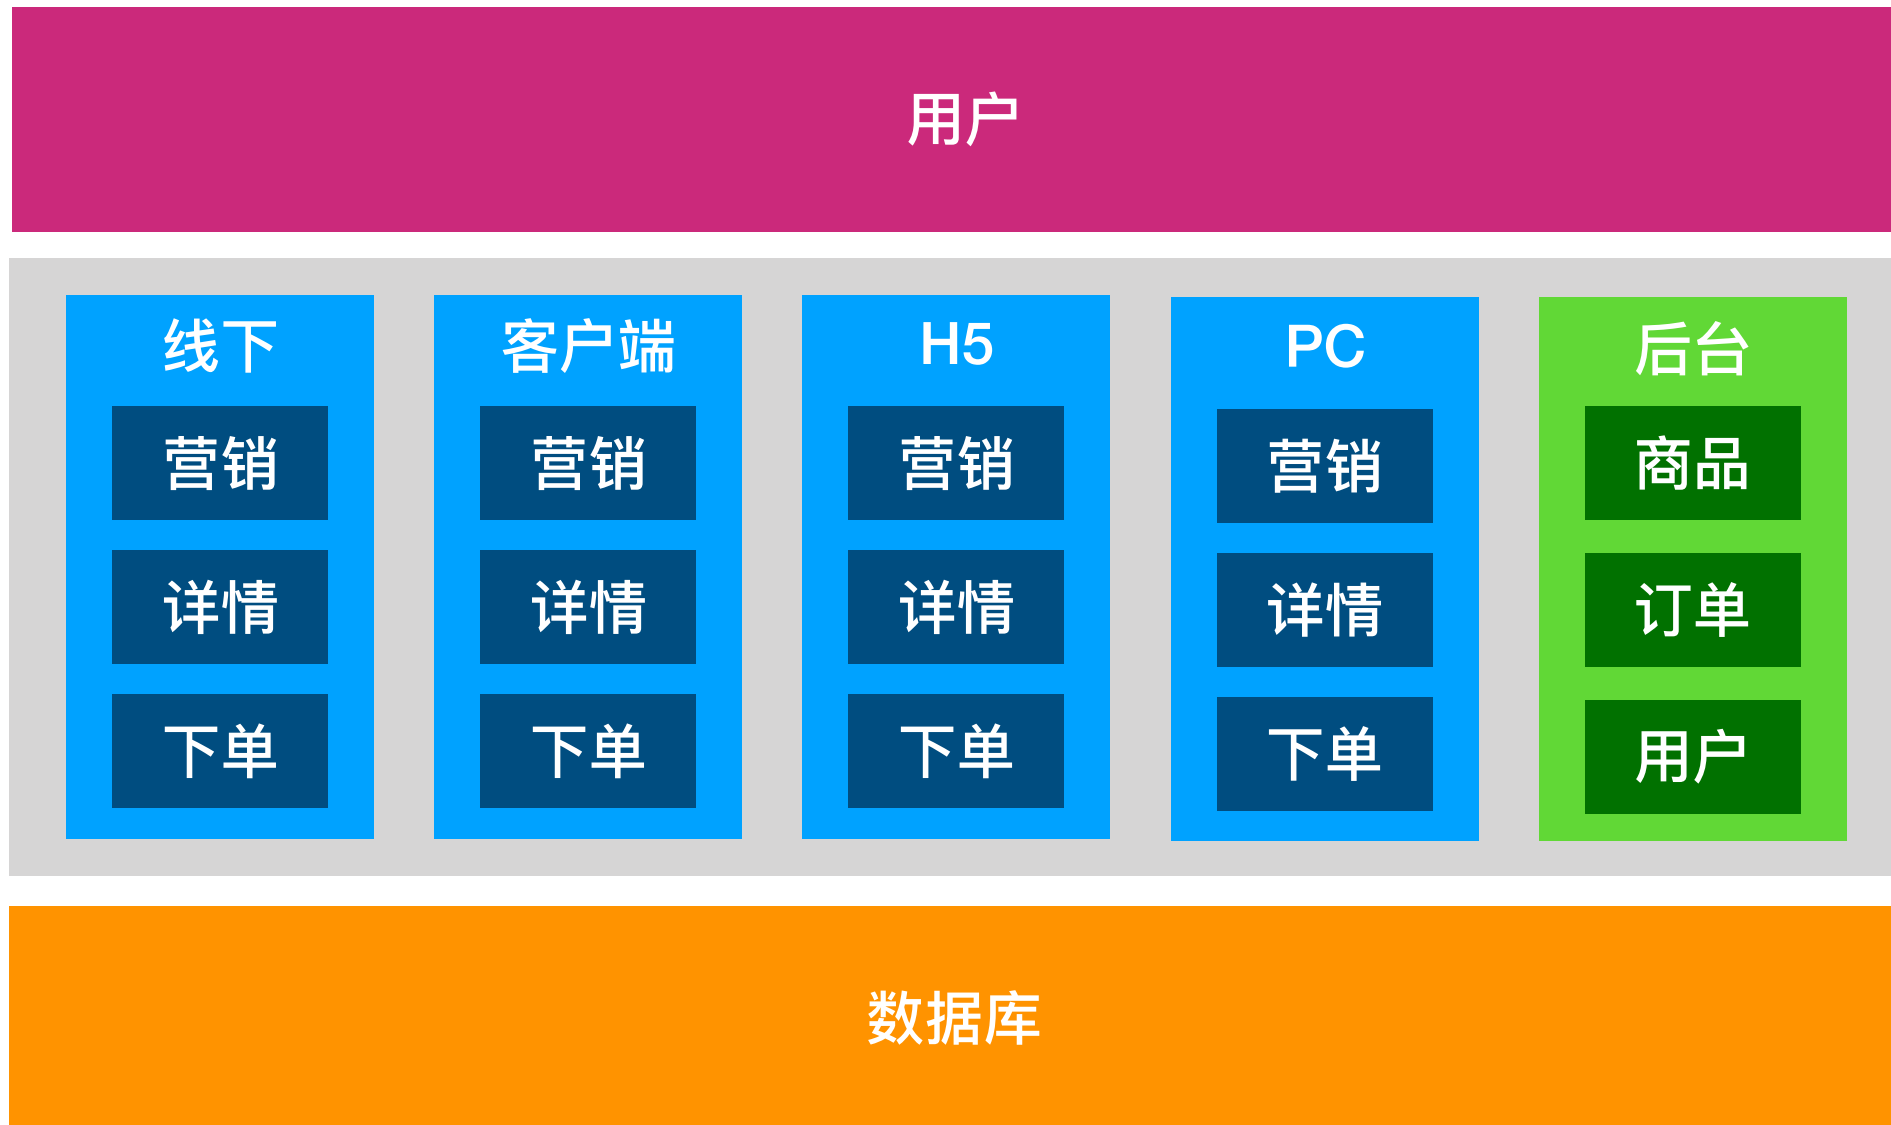 用户
线下
营销
详情
下单
客户端
营销
详情
下单
H5
营销
详情
下单
PC
营销
详情
下单
后台
商品
订单
用户
数据库